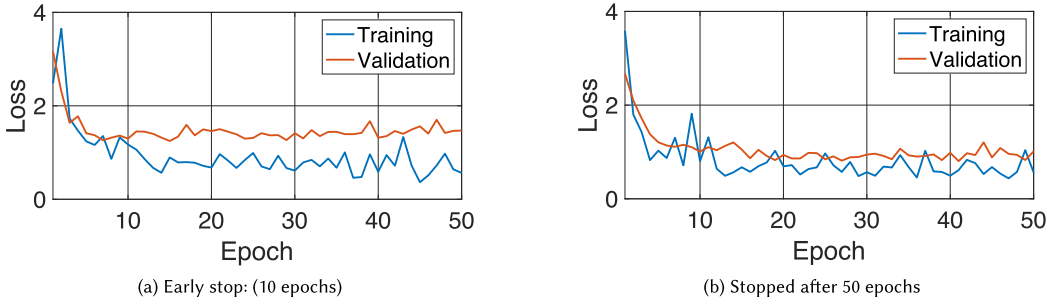 4
2
0
Loss
10
20
30
40
50
Epoch
Training
Validation
(a) Early stop: (10 epochs)
4
2
0
Loss
10
20
30
40
50
Epoch
Training
Validation
(b) Stopped after 50 epochs